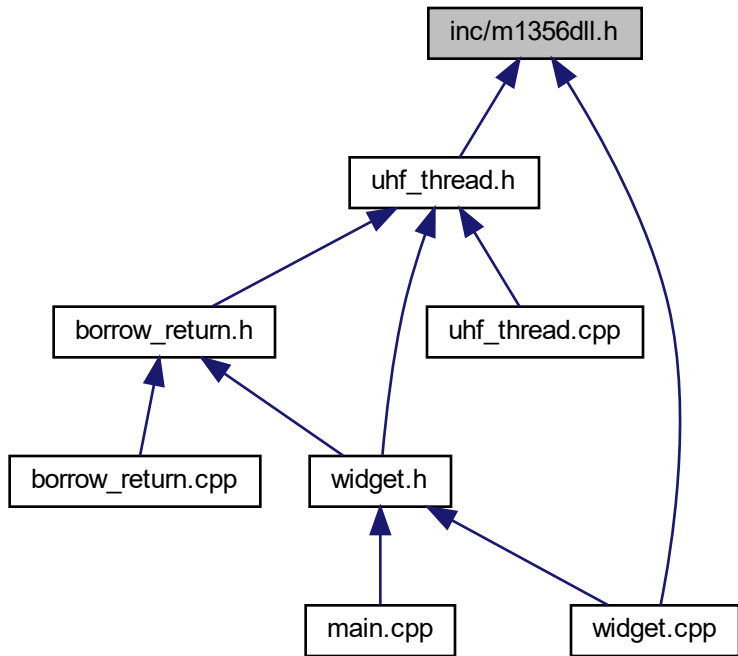 inc/m1356dll.h
uhf_thread.h
borrow_return.h
uhf_thread.cpp
borrow_return.cpp
widget.h
main.cpp
widget.cpp